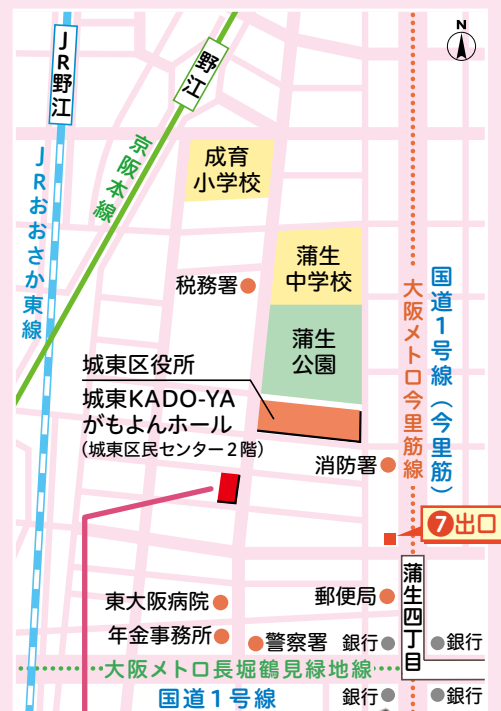 N
JR野江
野江
京阪本線
JRおおさか東線
成育
小学校
蒲生
中学校
税務署
蒲生
公園
国道1号線(今里筋)
大阪メトロ今里筋線
城東区役所
城東KADO-YA
がもよんホール
(城東区民センター2階)
消防署
7出口
蒲生四丁目
東大阪病院
郵便局
年金事務所
警察署
銀行
銀行
大阪メトロ長堀鶴見緑地線
国道1号線
銀行
銀行